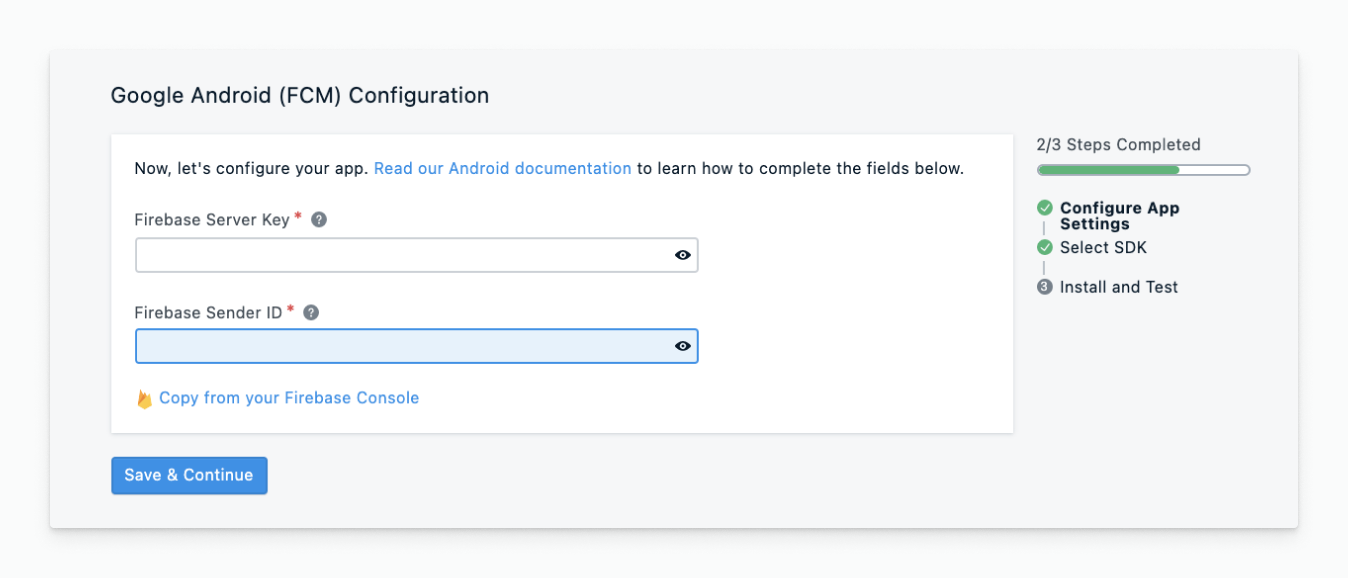 Google Android (FCM) Configuration
Now, let's configure your app. Read our Android documentation to learn how to complete the fields below.
Firebase Server Key * ?
Firebase Sender ID * ?
Copy from your Firebase Console
Save & Continue
2/3 Steps Completed
Configure App
Settings
Select SDK
3 Install and Test